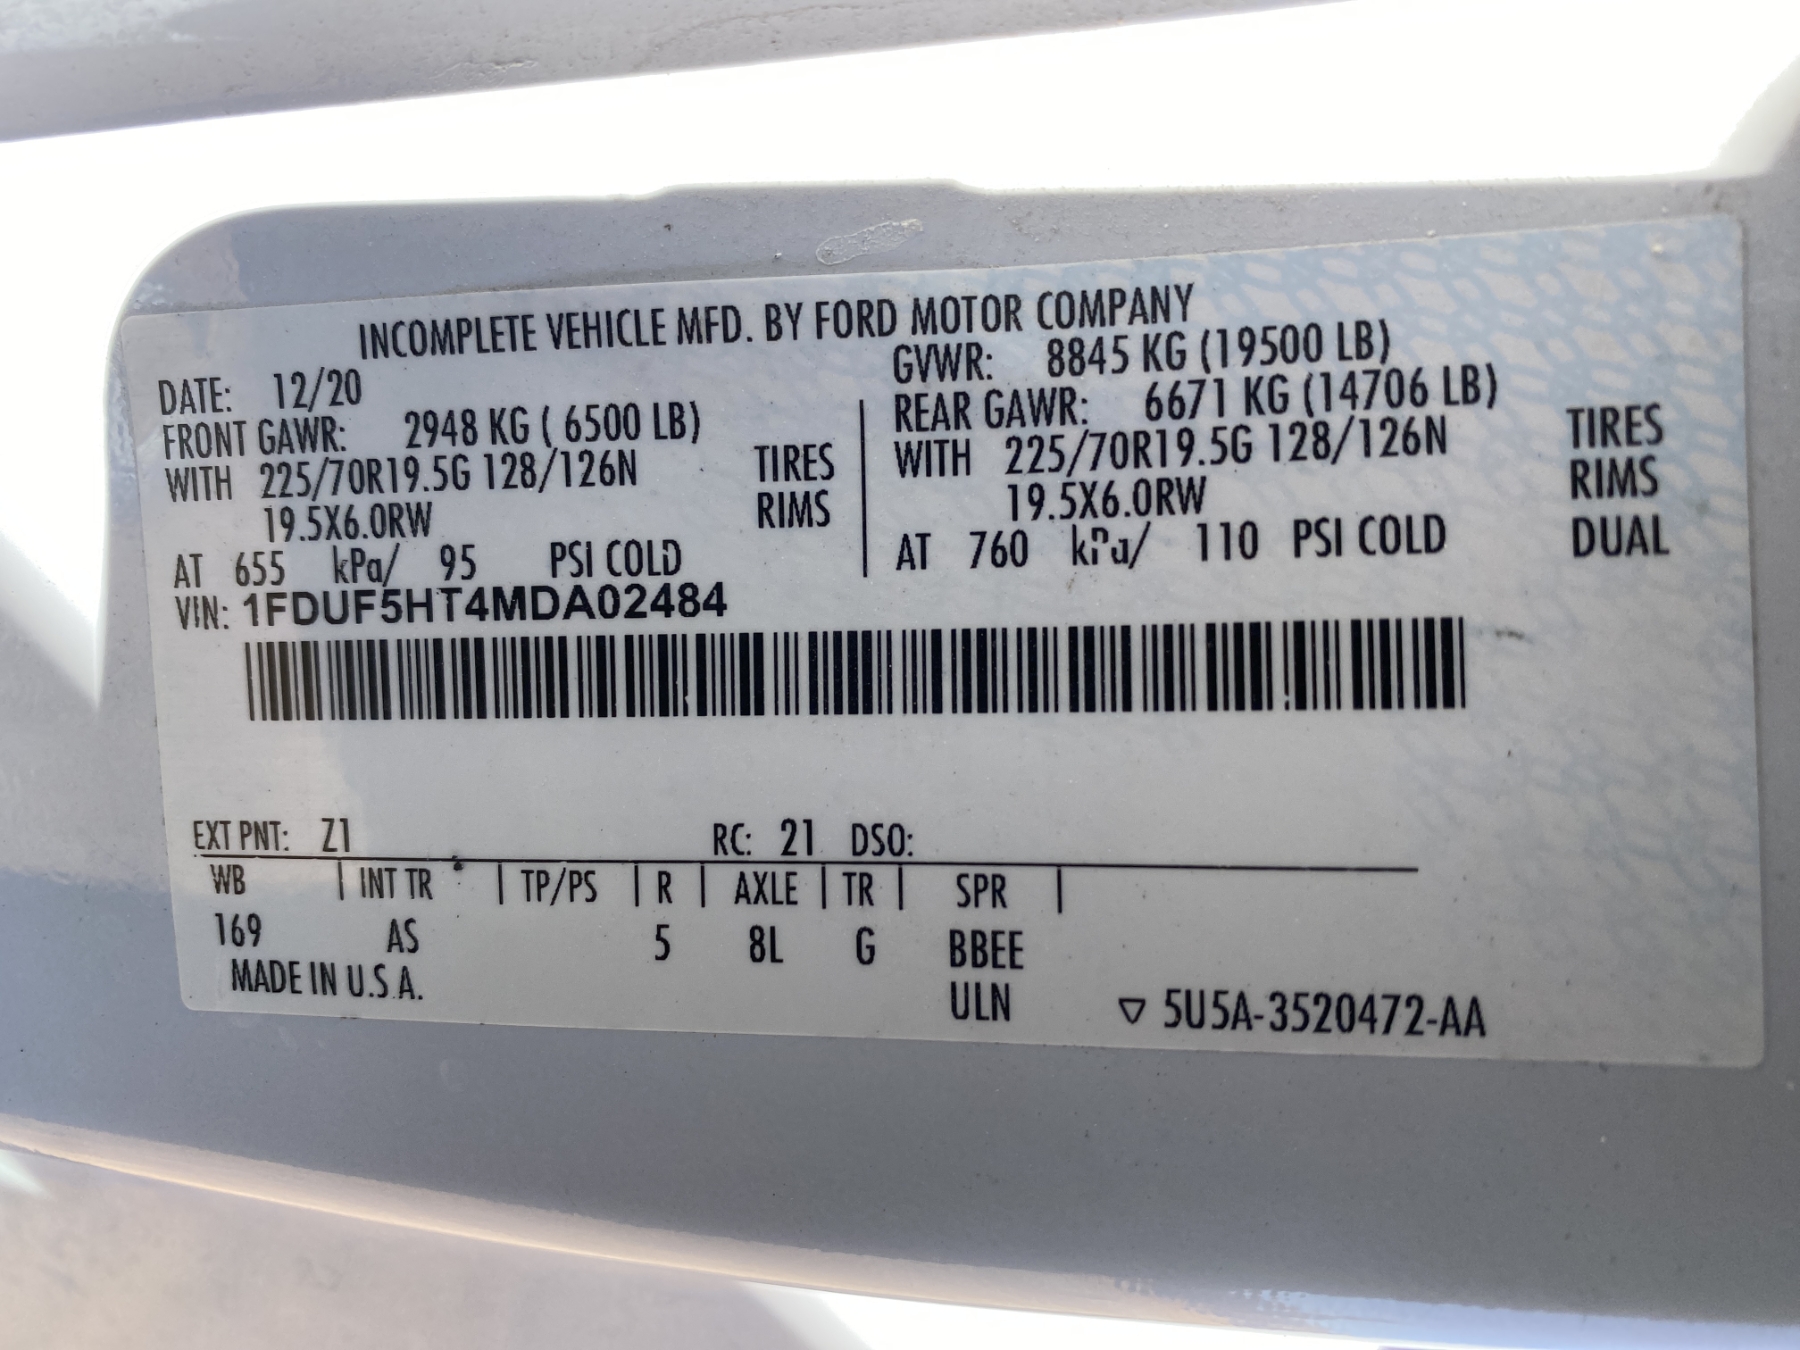 INCOMPLETE VEHICLE MFD. BY FORD MOTOR COMPANY
DATE: 12/20
GVWR: 8845 KG (19500 LB)
FRONT GAWR: 2948 KG ( 6500 LB)
REAR GAWR: 6671 KG (14706 LB)
WITH 225/70R19.5G 128/126N TIRES
WITH 225/70R19.5G 128/126N TIRES
19.5X6.0RW RIMS
19.5X6.0RW RIMS
AT 655 kPa/ 95 PSI COLD
AT 760 kPa/ 110 PSI COLD DUAL
VIN: 1FDUF5HT4MDA02484
EXT PNT: Z1 RC: 21 DSO:
WB | INT TR | TP/PS | R | AXLE | TR | SPR |
169 AS 5 8L G BBEE
MADE IN U.S.A. ULN ▽ 5U5A-3520472-AA